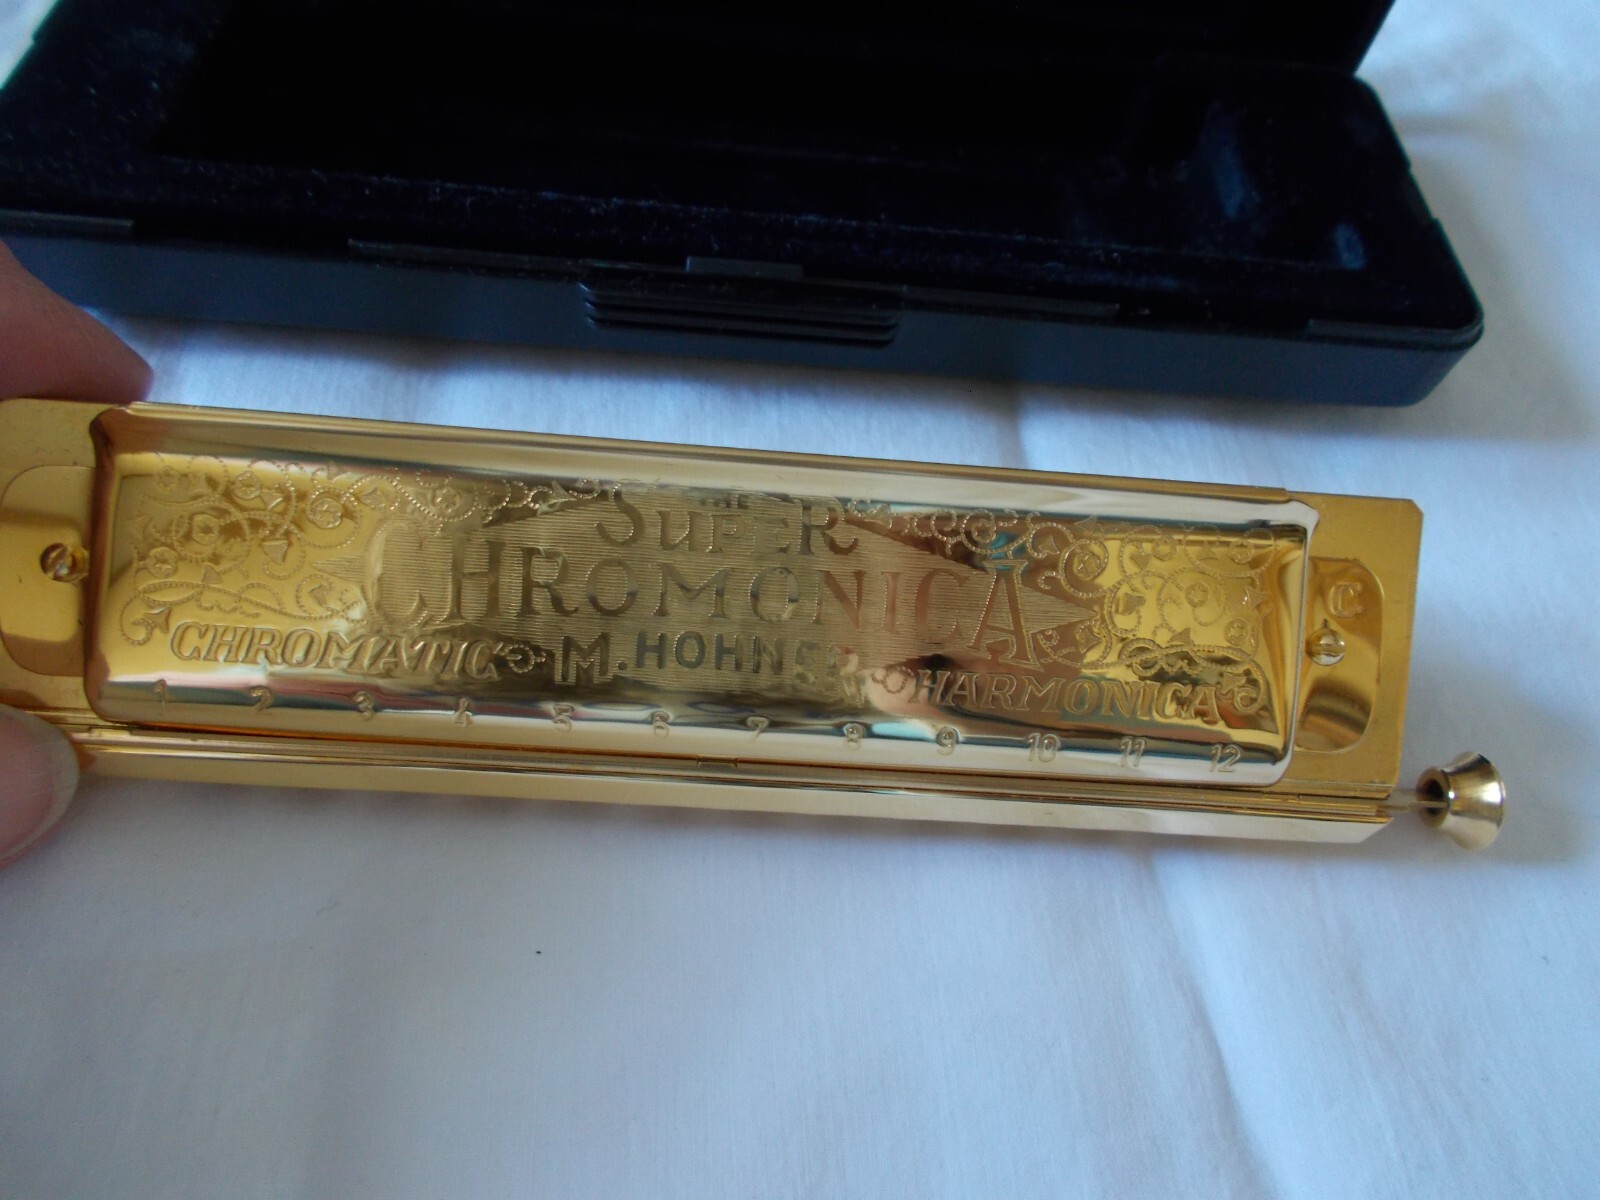 THE
SUPER
CHROMONICA
CHROMATIC M. HOHNER HARMONICA
1 2 3 4 5 6 7 8 9 10 11 12
C